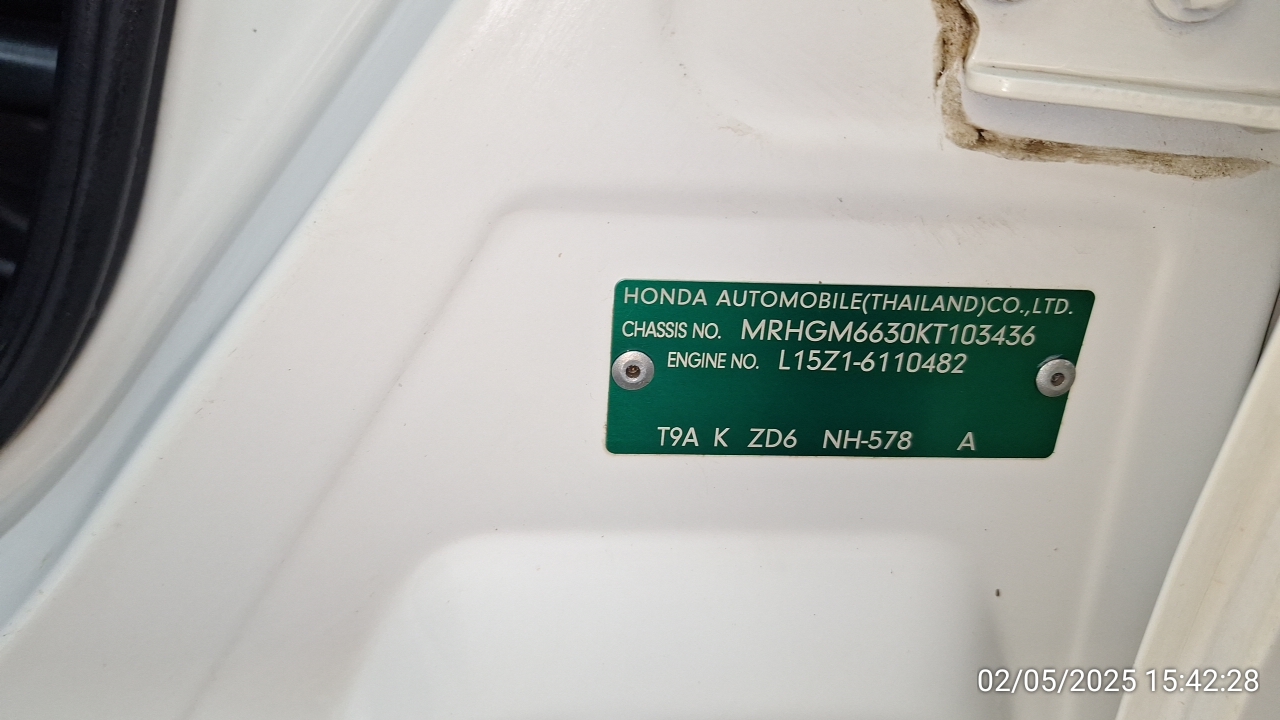 HONDA AUTOMOBILE(THAILAND)CO.,LTD.
CHASSIS NO. MRHGM6630KT103436
ENGINE NO. L15Z1-6110482
T9A K ZD6 NH-578 A
02/05/2025 15:42:28